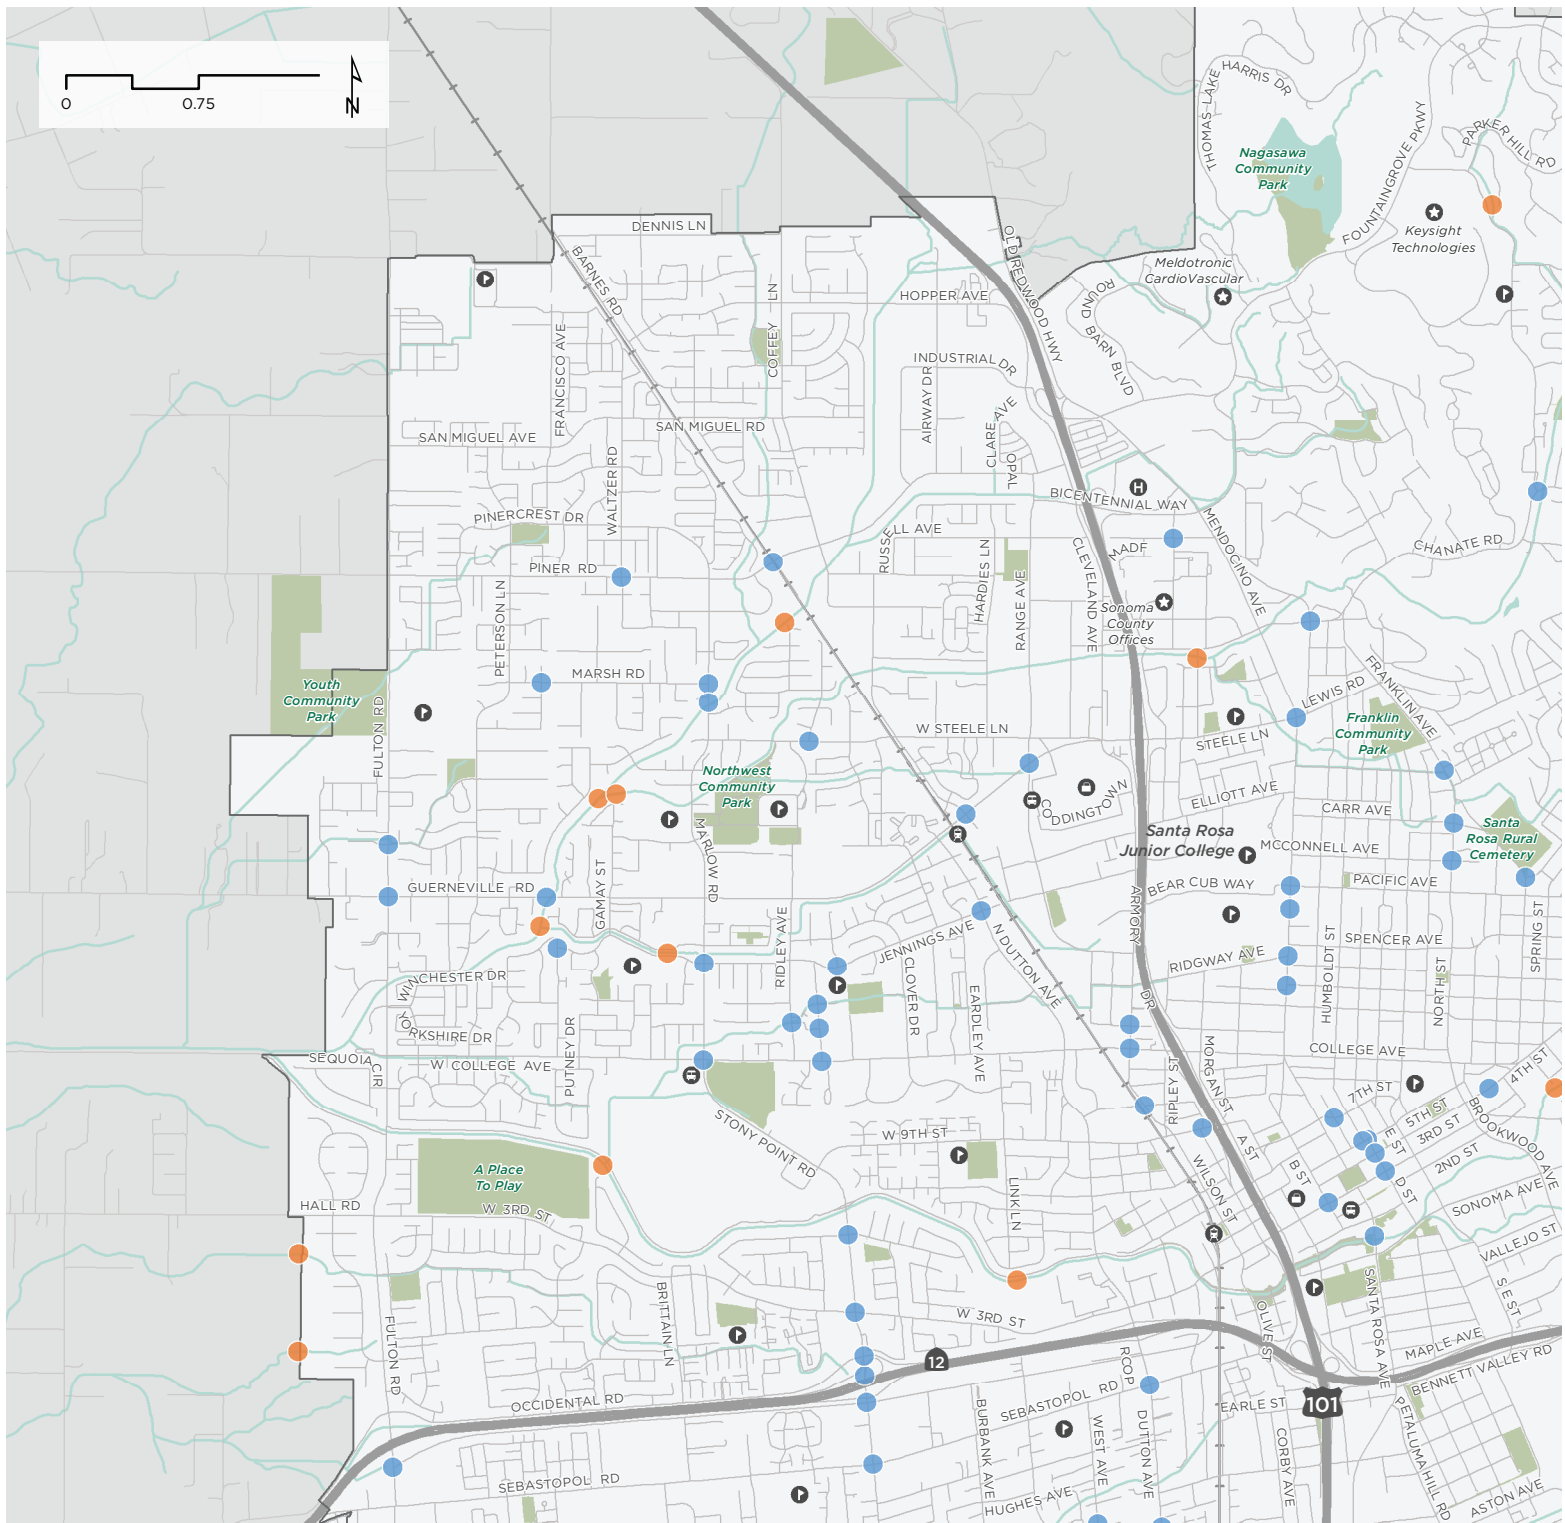 0
0.75
N
HARRIS DR
THOMAS LAKE
PARKER HILL RD
Nagasawa
Community
Park
FOUNTAINGROVE PKWY
Keysight
Technologies
DENNIS LN
OLD REDWOOD HWY
BARNES RD
Meldotronic
CardioVascular
HOPPER AVE
ROUND BARN BLVD
COFFEY LN
FRANCISCO AVE
INDUSTRIAL DR
AIRWAY DR
CLARE AVE
SAN MIGUEL AVE
SAN MIGUEL RD
OPAL
WALTZER RD
BICENTENNIAL WAY
H
PINERCREST DR
RUSSELL AVE
MENDOCINO AVE
CHANATE RD
MADF
PINER RD
HARDIES LN
CLEVELAND AVE
RANGE AVE
PETERSON LN
Sonoma
County
Offices
MARSH RD
FRANKLIN AVE
LEWIS RD
Youth
Community
Park
FULTON RD
W STEELE LN
STEELE LN
Franklin
Community
Park
Northwest
Community
Park
CODDINGTOWN
ELLIOTT AVE
CARR AVE
Santa Rosa
Junior College
MCCONNELL AVE
Santa
Rosa Rural
Cemetery
MARLOW RD
GUERNEVILLE RD
GAMAY ST
BEAR CUB WAY
PACIFIC AVE
ARMORY DR
RIDLEY AVE
JENNINGS AVE
N DUTTON AVE
SPENCER AVE
SPRING ST
RIDGWAY AVE
HUMBOLDT ST
NORTH ST
WINCHESTER DR
CLOVER DR
EARDLEY AVE
YORKSHIRE DR
PUTNEY DR
SEQUOIA CIR
W COLLEGE AVE
COLLEGE AVE
MORGAN ST
RIPLEY ST
4TH ST
7TH ST
5TH ST
3RD ST
BROOKWOOD AVE
STONY POINT RD
W 9TH ST
A ST
E ST
2ND ST
B ST
D ST
A Place
To Play
WILSON ST
LINK LN
HALL RD
W 3RD ST
SONOMA AVE
VALLEJO ST
SANTA ROSA AVE
S E ST
BRITTAIN LN
W 3RD ST
OLIVE ST
FULTON RD
MAPLE AVE
12
RCOP
BENNETT VALLEY RD
OCCIDENTAL RD
SEBASTOPOL RD
EARLE ST
101
BURBANK AVE
WEST AVE
DUTTON AVE
CORBY AVE
PETALUMA HILL RD
SEBASTOPOL RD
HUGHES AVE
ASTON AVE